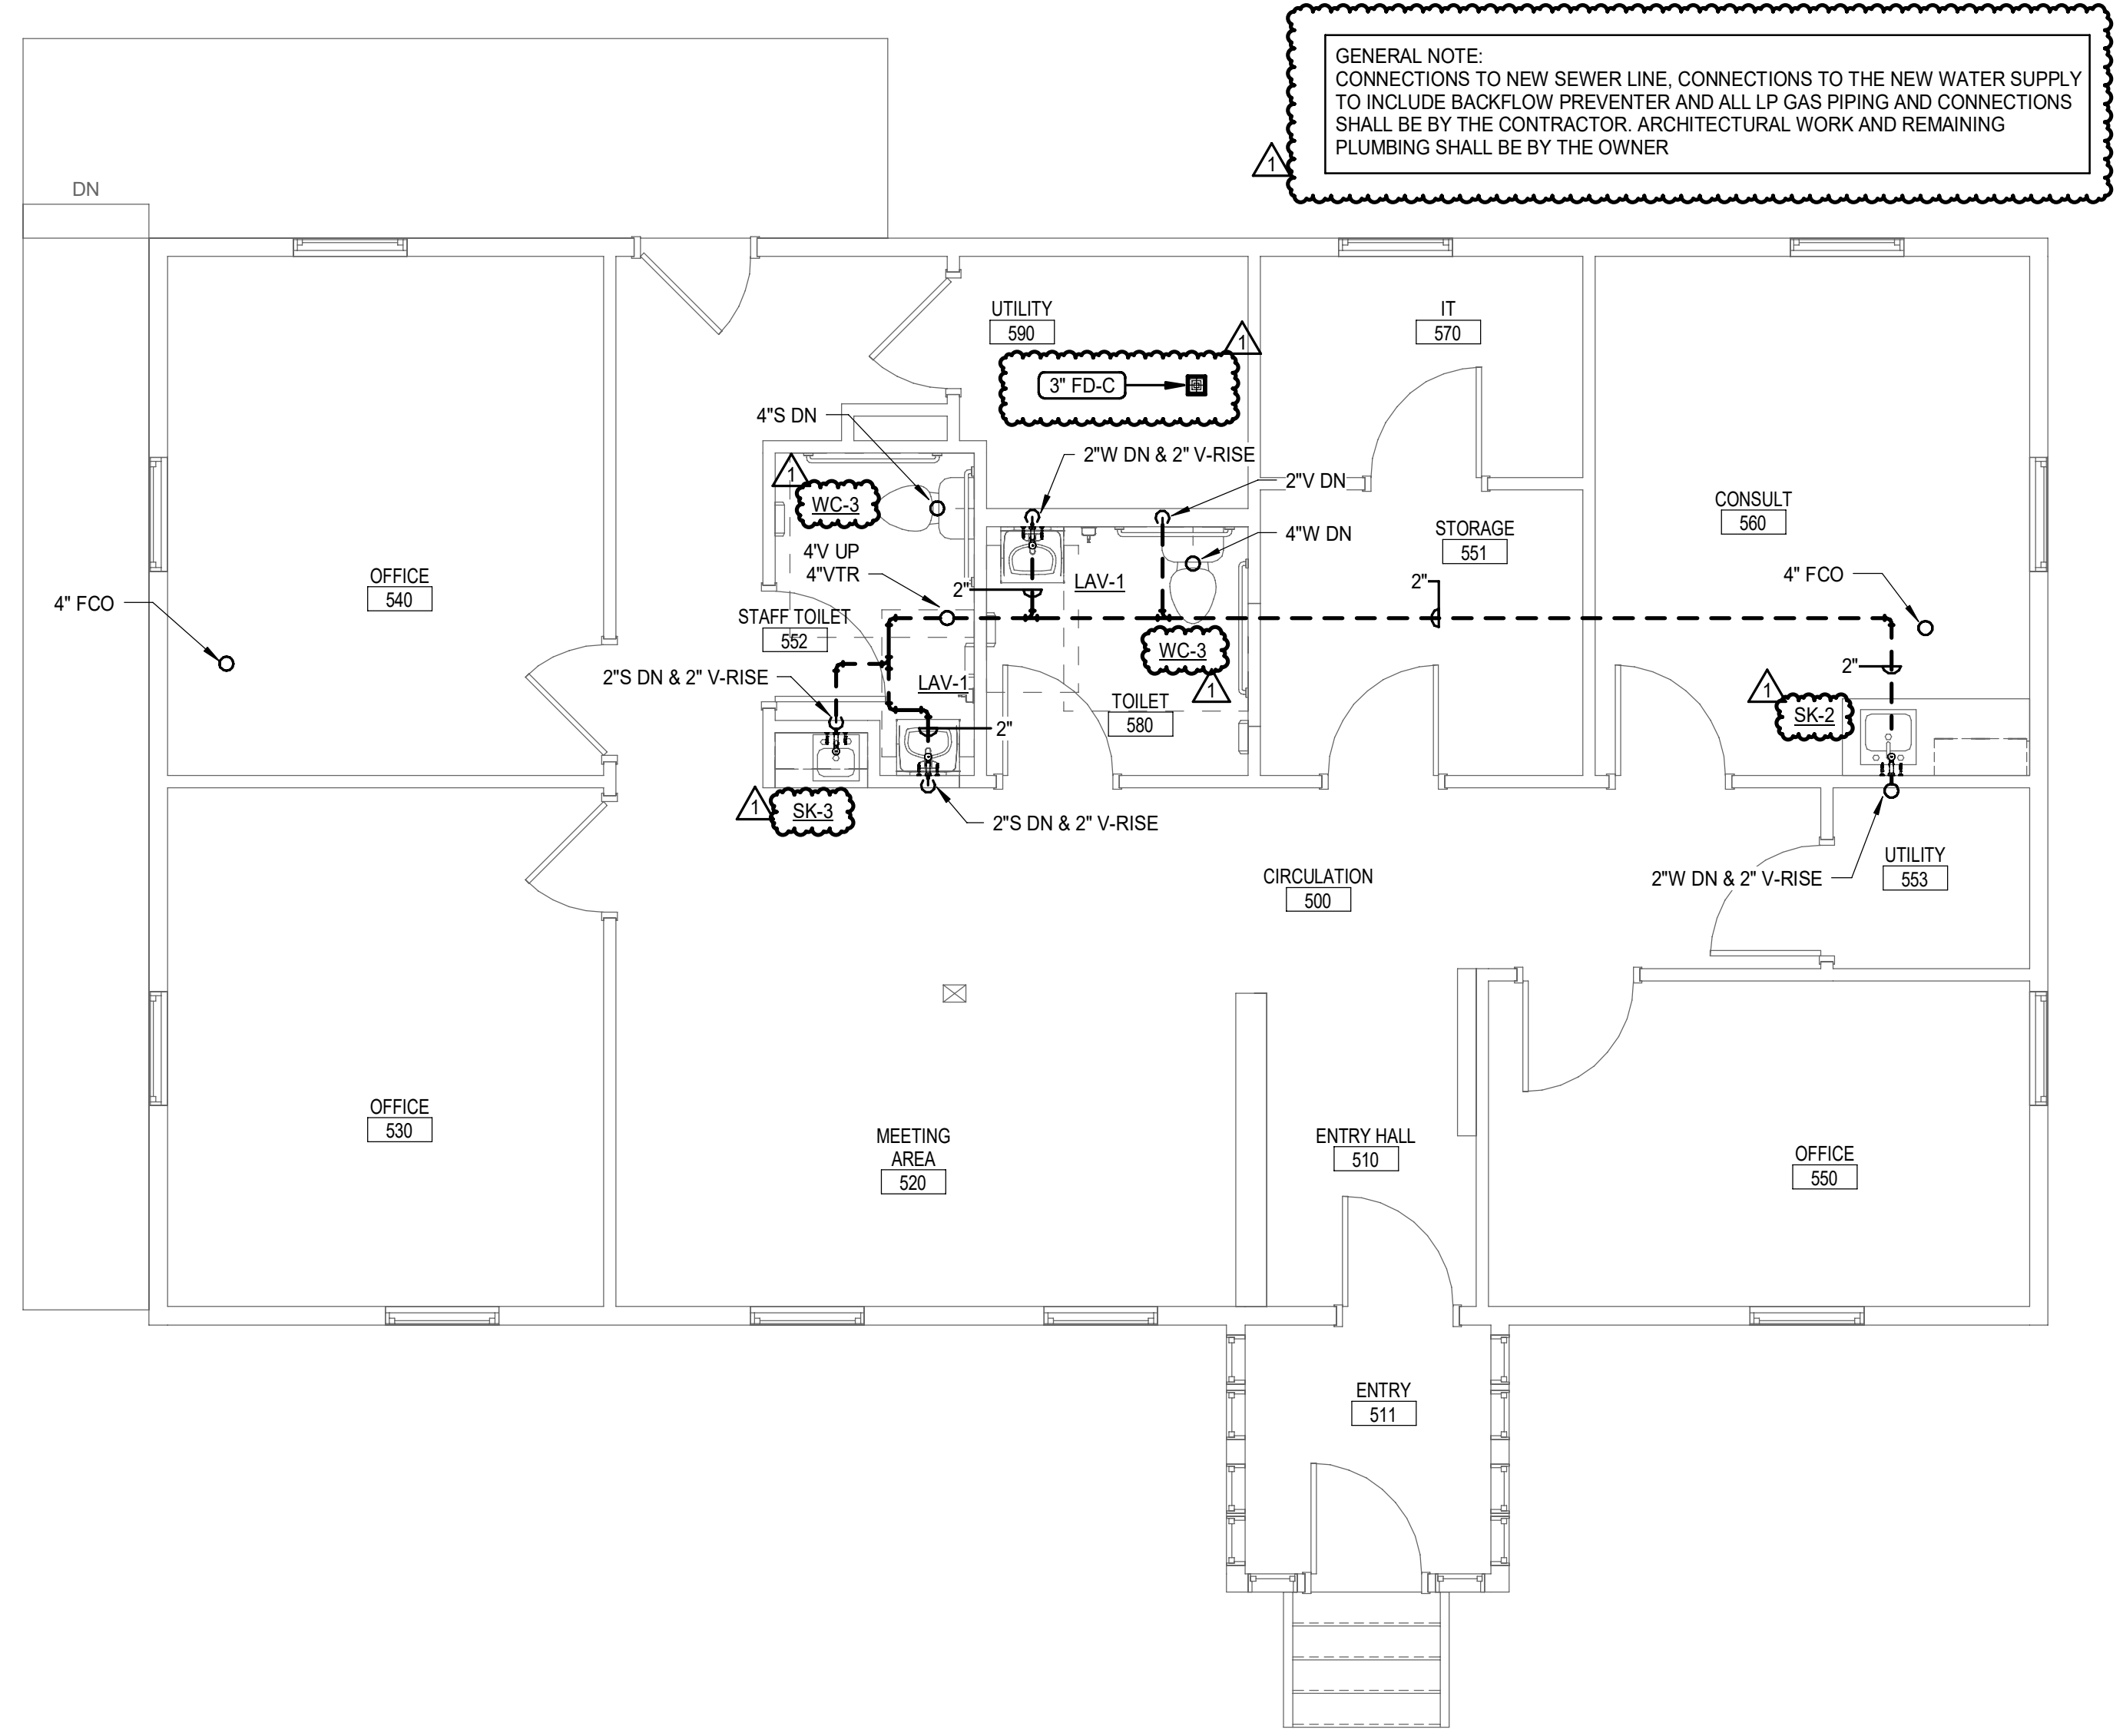 GENERAL NOTE:
CONNECTIONS TO NEW SEWER LINE, CONNECTIONS TO THE NEW WATER SUPPLY
TO INCLUDE BACKFLOW PREVENTER AND ALL LP GAS PIPING AND CONNECTIONS
SHALL BE BY THE CONTRACTOR. ARCHITECTURAL WORK AND REMAINING
PLUMBING SHALL BE BY THE OWNER
1
DN
UTILITY
590
1
3" FD-C
IT
570
4"S DN
2"W DN & 2" V-RISE
2"V DN
1
WC-3
4"W DN
CONSULT
560
STORAGE
551
4'V UP
4"VTR
2"
LAV-1
2"
4" FCO
OFFICE
540
4" FCO
STAFF TOILET
552
WC-3
1
2"
2"S DN & 2" V-RISE
LAV-1
TOILET
580
1
SK-2
2"
1
SK-3
2"S DN & 2" V-RISE
CIRCULATION
500
2"W DN & 2" V-RISE
UTILITY
553
OFFICE
530
MEETING
AREA
520
ENTRY HALL
510
OFFICE
550
ENTRY
511